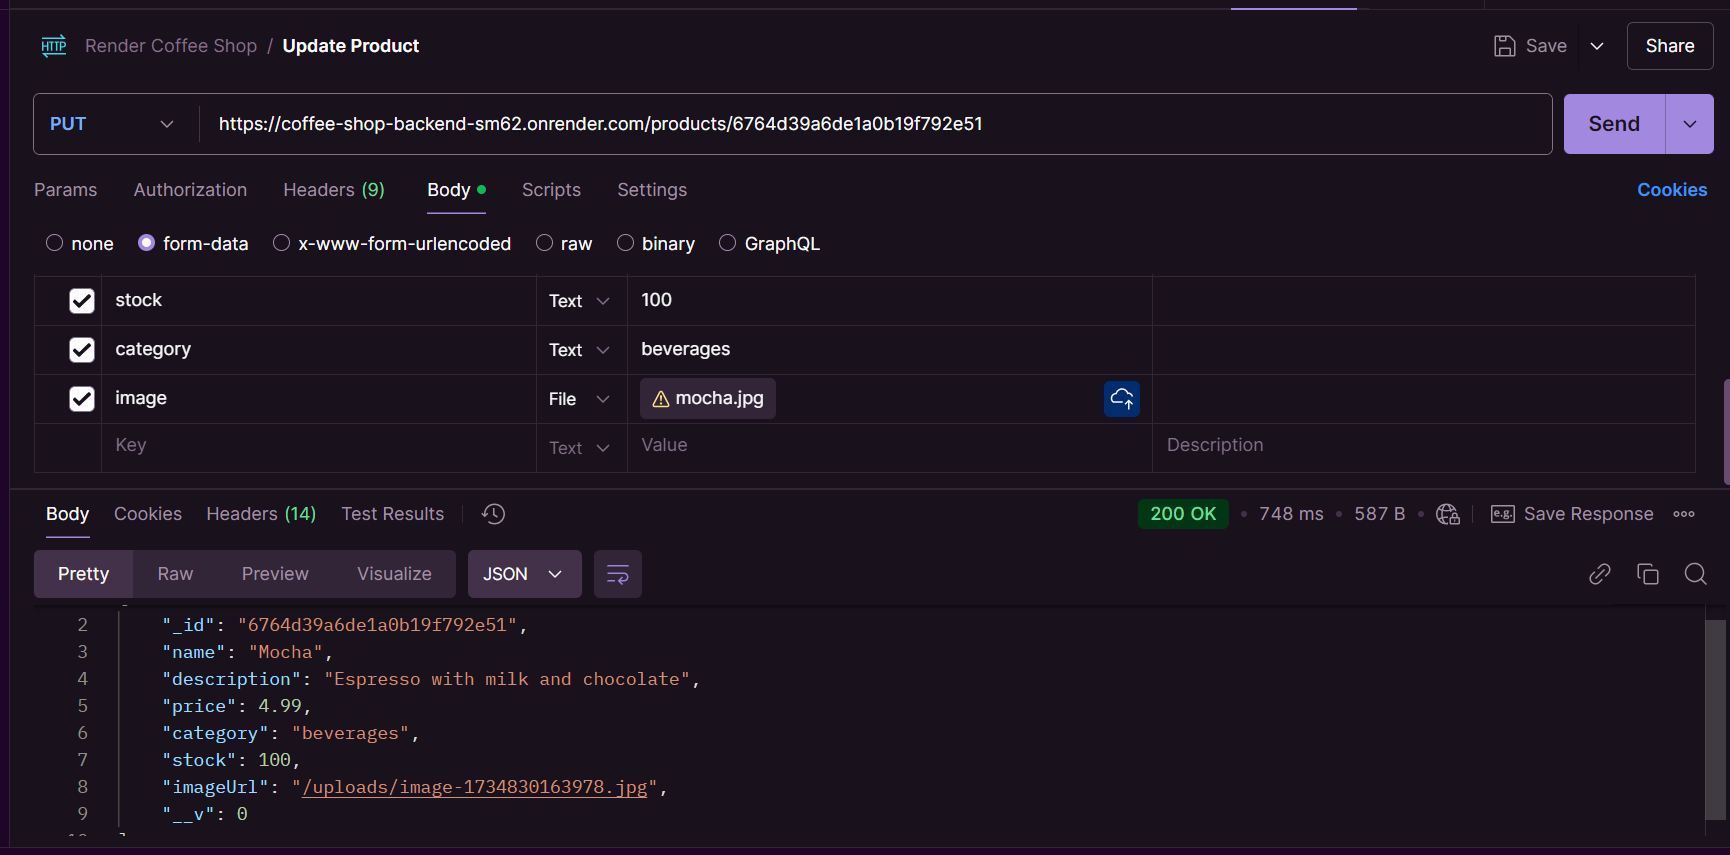 HTTP Render Coffee Shop / Update Product Save Share
PUT https://coffee-shop-backend-sm62.onrender.com/products/6764d39a6de1a0b19f792e51 Send
Params Authorization Headers (9) Body Scripts Settings Cookies
none form-data x-www-form-urlencoded raw binary GraphQL
stock Text 100
category Text beverages
image File mocha.jpg
Key Text Value Description
Body Cookies Headers (14) Test Results 200 OK • 748 ms • 587 B • e.g. Save Response
Pretty Raw Preview Visualize JSON
2 "_id": "6764d39a6de1a0b19f792e51",
3 "name": "Mocha",
4 "description": "Espresso with milk and chocolate",
5 "price": 4.99,
6 "category": "beverages",
7 "stock": 100,
8 "imageUrl": "/uploads/image-1734830163978.jpg",
9 "__v": 0